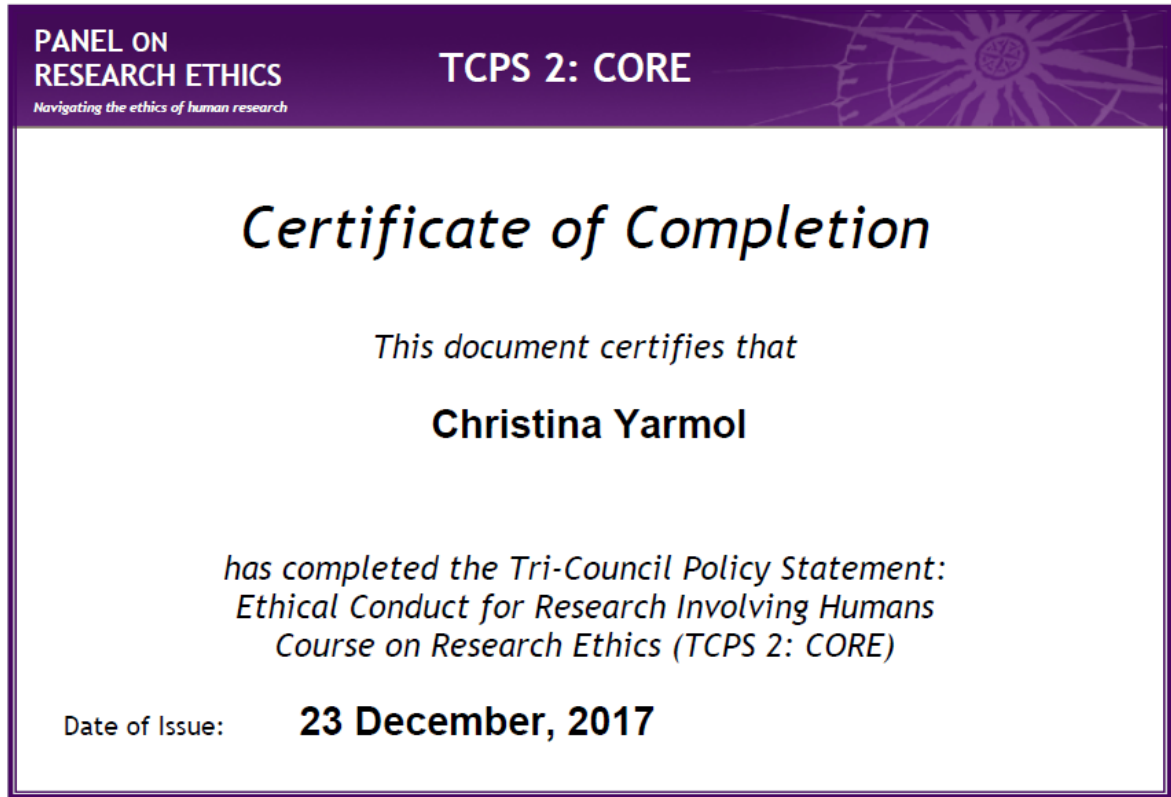 PANEL ON
RESEARCH ETHICS
Navigating the ethics of human research
TCPS 2: CORE
Certificate of Completion
This document certifies that
Christina Yarmol
has completed the Tri-Council Policy Statement:
Ethical Conduct for Research Involving Humans
Course on Research Ethics (TCPS 2: CORE)
Date of Issue: 23 December, 2017